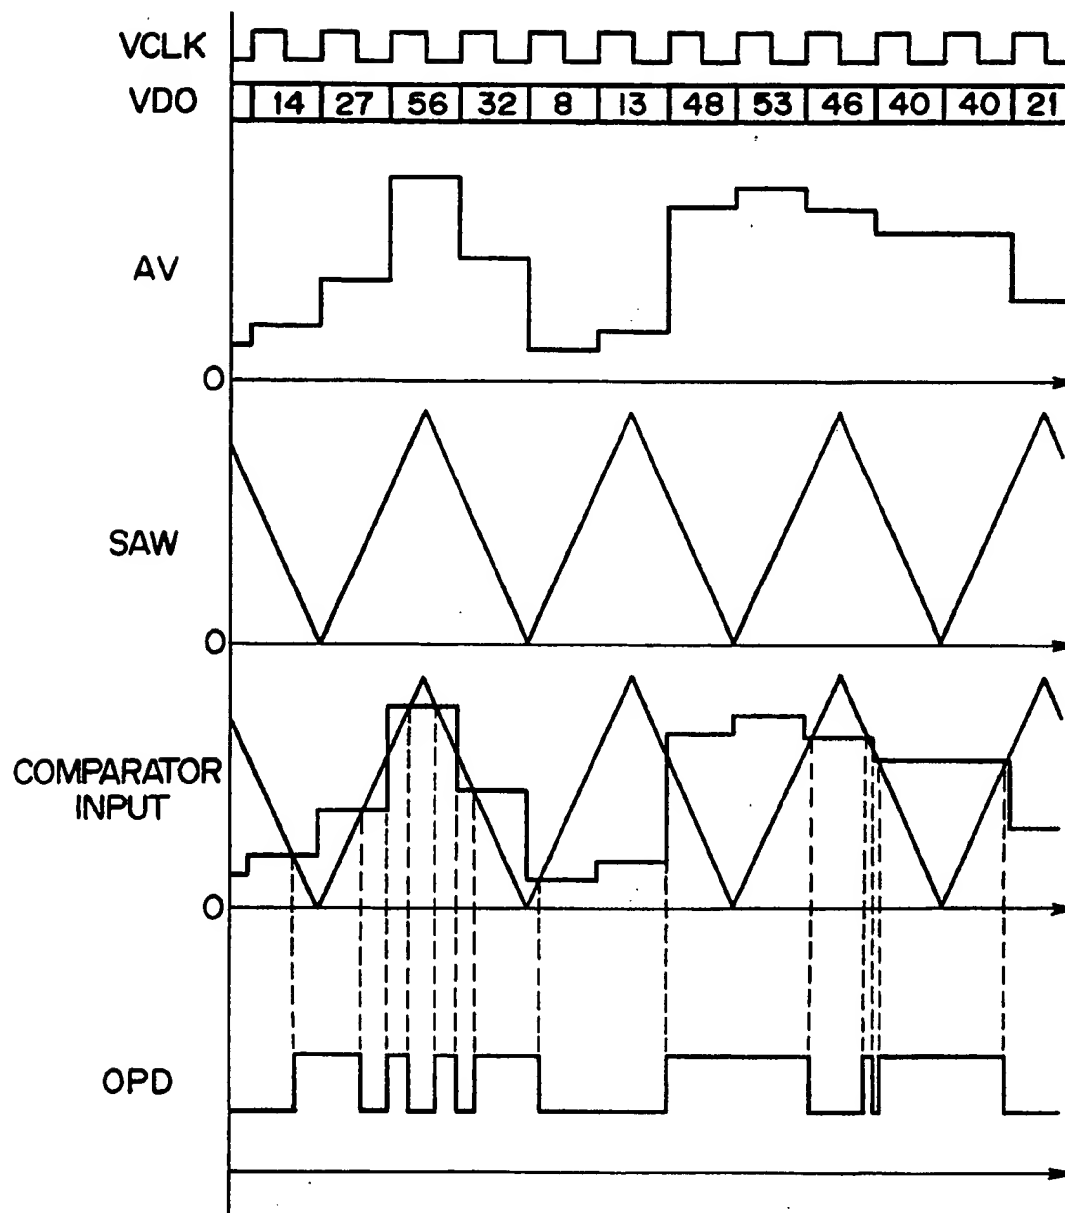 VCLK
VDO 14 27 56 32 8 13 48 53 46 40 40 21
AV
0
SAW
0
COMPARATOR
INPUT
0
OPD